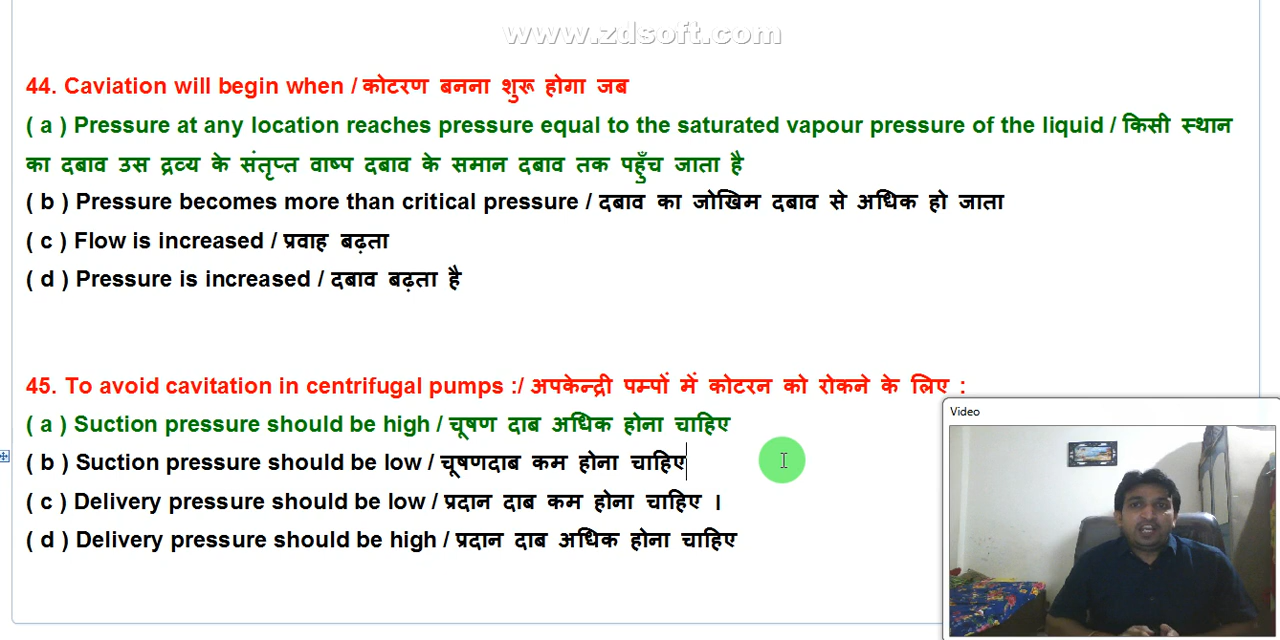 www.zdsoft.com
44. Caviation will begin when / कोटरण बनना शुरू होगा जब
( a ) Pressure at any location reaches pressure equal to the saturated vapour pressure of the liquid / किसी स्थान
का दबाव उस द्रव्य के संतृप्त वाष्प दबाव के समान दबाव तक पहुँच जाता है
( b ) Pressure becomes more than critical pressure / दबाव का जोखिम दबाव से अधिक हो जाता
( c ) Flow is increased / प्रवाह बढ़ता
( d ) Pressure is increased / दबाव बढ़ता है
45. To avoid cavitation in centrifugal pumps :/ अपकेन्द्री पम्पों में कोटरन को रोकने के लिए :
( a ) Suction pressure should be high / चूषण दाब अधिक होना चाहिए
( b ) Suction pressure should be low / चूषणदाब कम होना चाहिए
( c ) Delivery pressure should be low / प्रदान दाब कम होना चाहिए ।
( d ) Delivery pressure should be high / प्रदान दाब अधिक होना चाहिए
Video